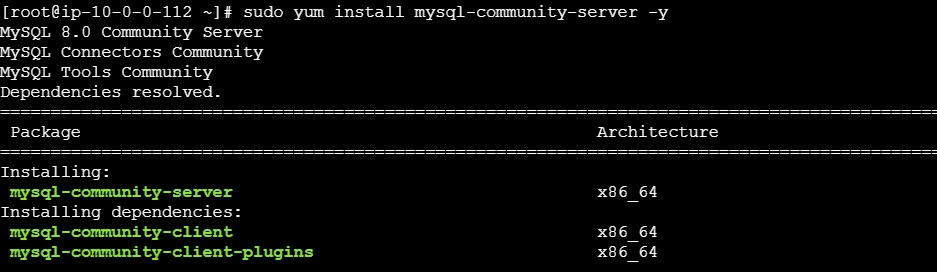 [root@ip-10-0-0-112 ~]# sudo yum install mysql-community-server -y
MySQL 8.0 Community Server
MySQL Connectors Community
MySQL Tools Community
Dependencies resolved.
================================================================================================
Package Architecture
================================================================================================
Installing:
mysql-community-server x86_64
Installing dependencies:
mysql-community-client x86_64
mysql-community-client-plugins x86_64